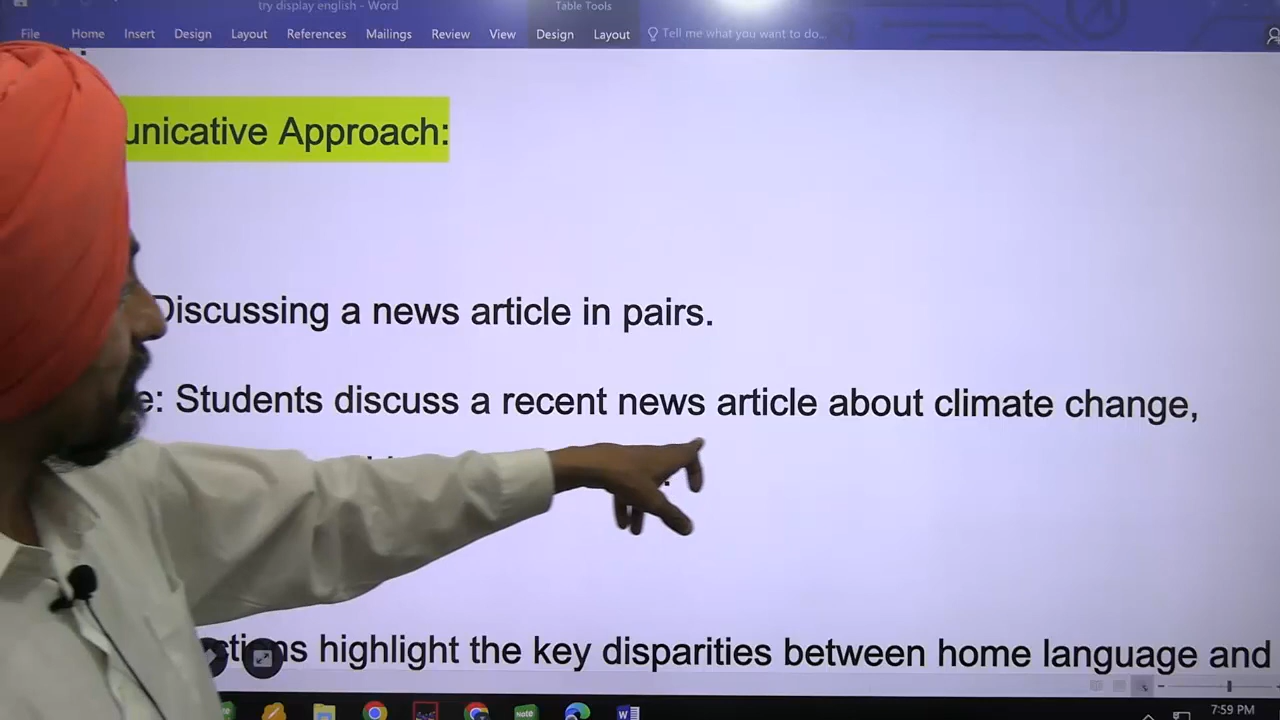 try display english - Word
Table Tools
File Home Insert Design Layout References Mailings Review View Design Layout Tell me what you want to do...
unicative Approach:
Discussing a news article in pairs.
e: Students discuss a recent news article about climate change,
ctions highlight the key disparities between home language and
Note
7:59 PM